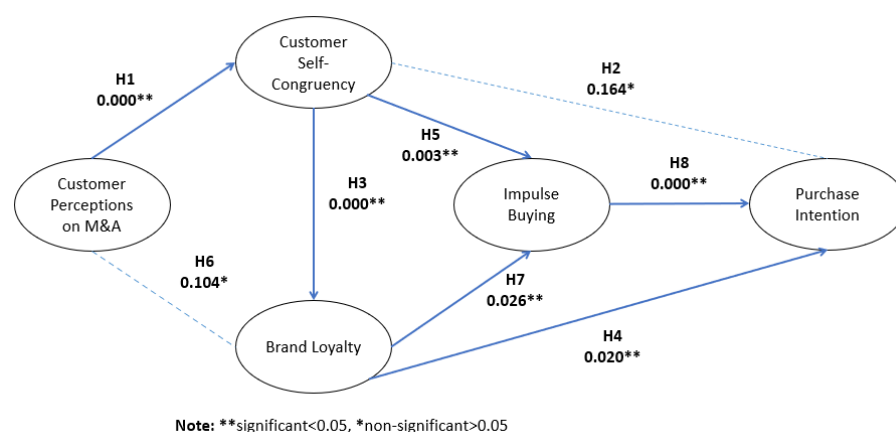 Customer
Self-
Congruency
H1
0.000**
H2
0.164*
H5
0.003**
H3
0.000**
H8
0.000**
Customer
Perceptions
on M&A
Impulse
Buying
Purchase
Intention
H6
0.104*
H7
0.026**
Brand Loyalty
H4
0.020**
Note: **significant<0.05, *non-significant>0.05